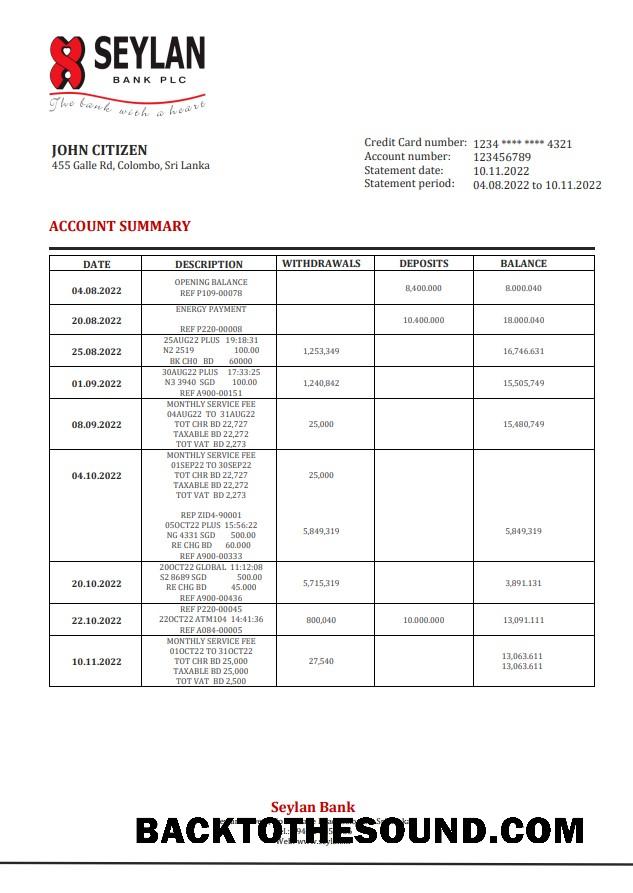 SEYLAN
BANK PLC
The bank with a heart
JOHN CITIZEN
455 Galle Rd, Colombo, Sri Lanka
Credit Card number: 1234 **** **** 4321
Account number: 123456789
Statement date: 10.11.2022
Statement period: 04.08.2022 to 10.11.2022
ACCOUNT SUMMARY
DATE DESCRIPTION WITHDRAWALS DEPOSITS BALANCE
OPENING BALANCE
04.08.2022 8,400.000 8.000.040
REF P109-00078
ENERGY PAYMENT
20.08.2022 10.400.000 18.000.040
REF P220-00008
25AUG22 PLUS 19:18:31
25.08.2022 N2 2519 100.00 1,253,349 16,746.631
BK CH0 BD 60000
30AUG22 PLUS 17:33:25
01.09.2022 N3 3940 SGD 100.00 1,240,842 15,505,749
REF A900-00151
MONTHLY SERVICE FEE
04AUG22 TO 31AUG22
08.09.2022 TOT CHR BD 22,727 25,000 15,480,749
TAXABLE BD 22,272
TOT VAT BD 2,273
MONTHLY SERVICE FEE
01SEP22 TO 30SEP22
04.10.2022 TOT CHR BD 22,727 25,000
TAXABLE BD 22,272
TOT VAT BD 2,273
REP ZID4-90001
05OCT22 PLUS 15:56:22
NG 4331 SGD 500.00 5,849,319 5,849,319
RE CHG BD 60.000
REF A900-00333
20OCT22 GLOBAL 11:12:08
S2 8689 SGD 500.00
20.10.2022 RE CHG BD 45.000 5,715,319 3,891.131
REF A900-00436
REF P220-00045
22.10.2022 22OCT22 ATM104 14:41:36 800,040 10.000.000 13,091.111
REF A084-00005
MONTHLY SERVICE FEE
01OCT22 TO 31OCT22
10.11.2022 TOT CHR BD 25,000 27,540 13,063.611
TAXABLE BD 25,000 13,063.611
TOT VAT BD 2,500
Seylan Bank
BACKTOTHESOUND.COM